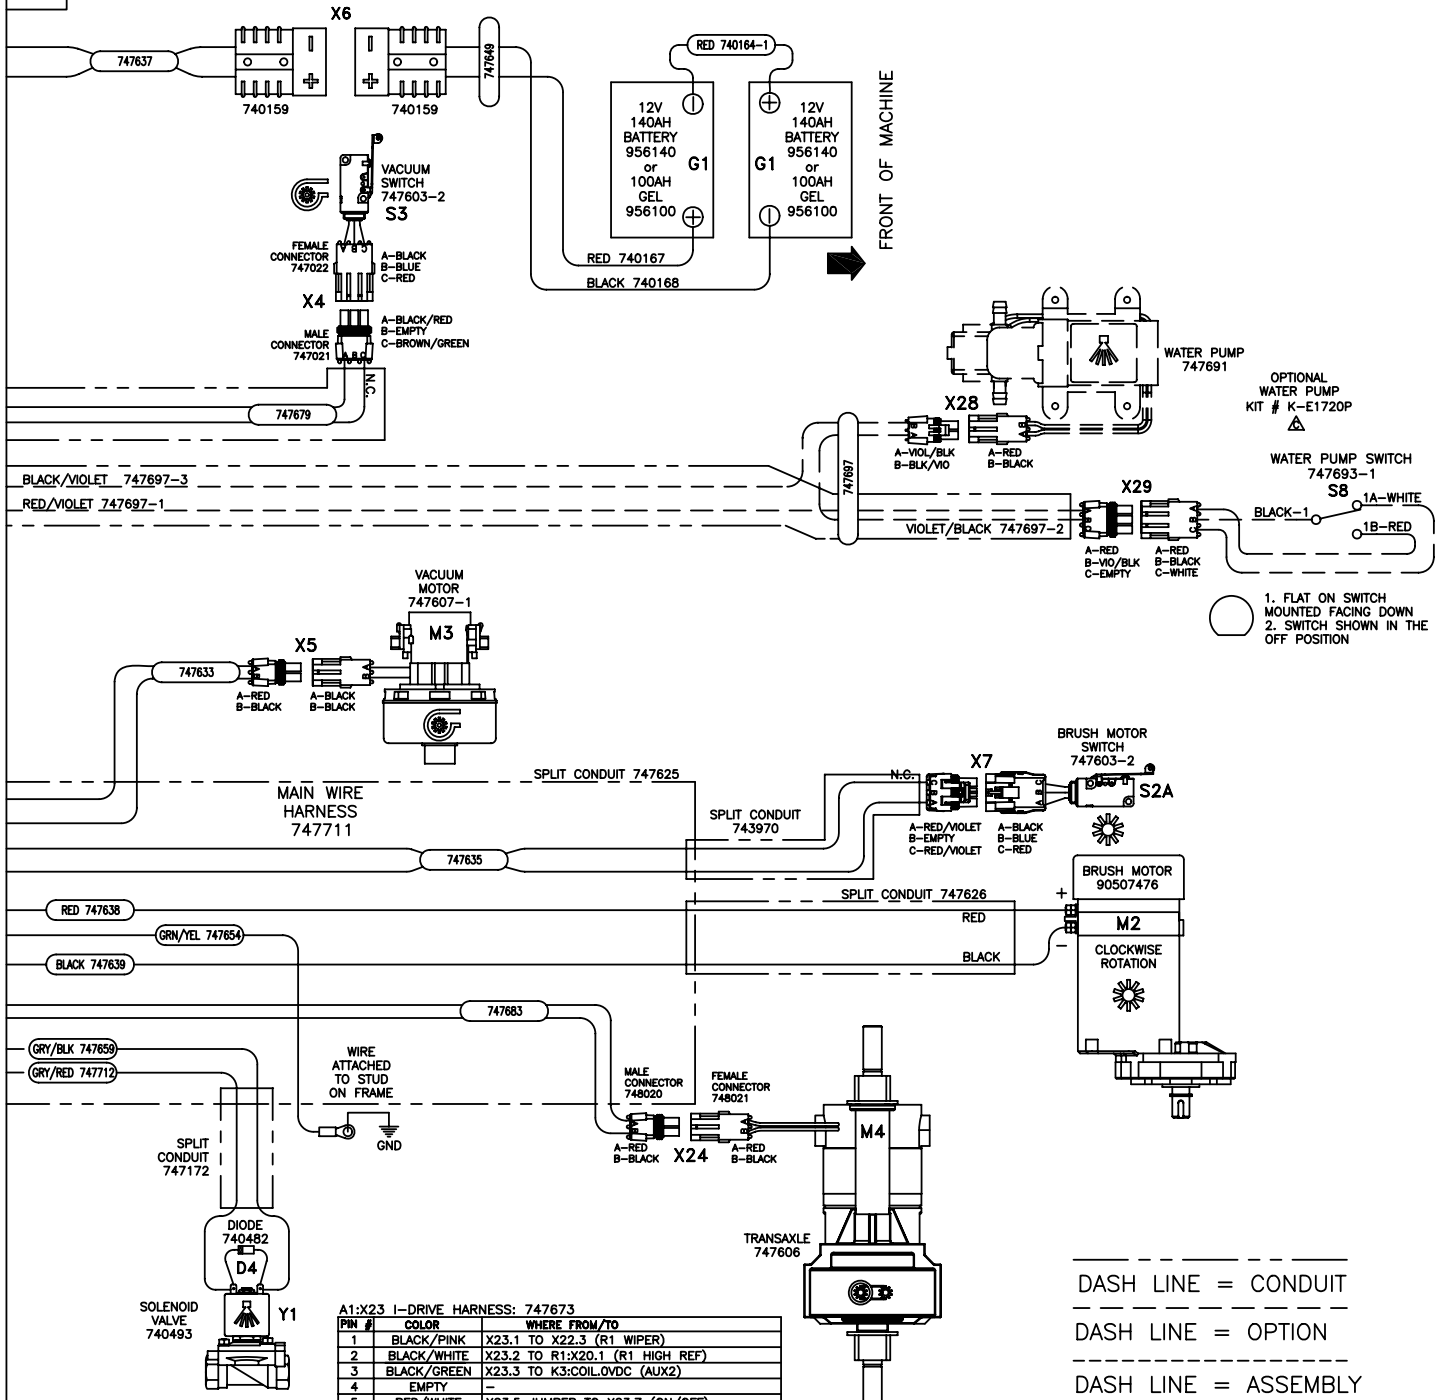 X6
747637
740159
740159
747649
RED 740164-1
12V
140AH
BATTERY
956140
or
100AH
GEL
956100
G1
12V
140AH
BATTERY
956140
or
100AH
GEL
956100
G1
FRONT OF MACHINE
RED 740167
BLACK 740168
VACUUM
SWITCH
747603-2
S3
FEMALE
CONNECTOR
747022
A B C
A-BLACK
B-BLUE
C-RED
X4
MALE
CONNECTOR
747021
A B C
A-BLACK/RED
B-EMPTY
C-BROWN/GREEN
N.C.
747679
WATER PUMP
747691
OPTIONAL
WATER PUMP
KIT # K-E1720P
C
X28
A-VIOL/BLK
B-BLK/VIO
A-RED
B-BLACK
BLACK/VIOLET 747697-3
RED/VIOLET 747697-1
747697
VIOLET/BLACK 747697-2
WATER PUMP SWITCH
747693-1
S8
X29
BLACK-1
1A-WHITE
1B-RED
A-RED
B-VIO/BLK
C-EMPTY
A-RED
B-BLACK
C-WHITE
1. FLAT ON SWITCH
MOUNTED FACING DOWN
2. SWITCH SHOWN IN THE
OFF POSITION
VACUUM
MOTOR
747607-1
M3
X5
747633
A-RED
B-BLACK
A-BLACK
B-BLACK
SPLIT CONDUIT 747625
MAIN WIRE
HARNESS
747711
BRUSH MOTOR
SWITCH
747603-2
S2A
X7
N.C.
SPLIT CONDUIT
743970
A-RED/VIOLET
B-EMPTY
C-RED/VIOLET
A-BLACK
B-BLUE
C-RED
747635
BRUSH MOTOR
90507476
SPLIT CONDUIT 747626
+
RED
M2
-
BLACK
CLOCKWISE
ROTATION
RED 747638
GRN/YEL 747654
BLACK 747639
747683
GRY/BLK 747659
GRY/RED 747712
WIRE
ATTACHED
TO STUD
ON FRAME
GND
MALE
CONNECTOR
748020
FEMALE
CONNECTOR
748021
A-RED
B-BLACK
X24
A-RED
B-BLACK
M4
TRANSAXLE
747606
SPLIT
CONDUIT
747172
DIODE
740482
D4
SOLENOID
VALVE
740493
Y1
A1:X23 I-DRIVE HARNESS: 747673
PIN # COLOR WHERE FROM/TO
1 BLACK/PINK X23.1 TO X22.3 (R1 WIPER)
2 BLACK/WHITE X23.2 TO R1:X20.1 (R1 HIGH REF)
3 BLACK/GREEN X23.3 TO K3:COIL.0VDC (AUX2)
4 EMPTY -
DASH LINE = CONDUIT
DASH LINE = OPTION
DASH LINE = ASSEMBLY